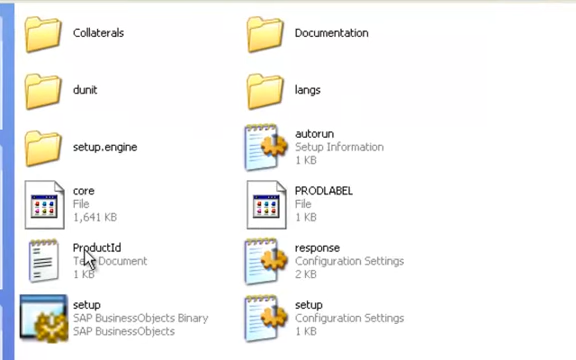 Collaterals
Documentation
dunit
langs
setup.engine
autorun
Setup Information
1 KB
core
File
1,641 KB
PRODLABEL
File
1 KB
ProductId
Text Document
1 KB
response
Configuration Settings
2 KB
setup
SAP BusinessObjects Binary
SAP BusinessObjects
setup
Configuration Settings
1 KB